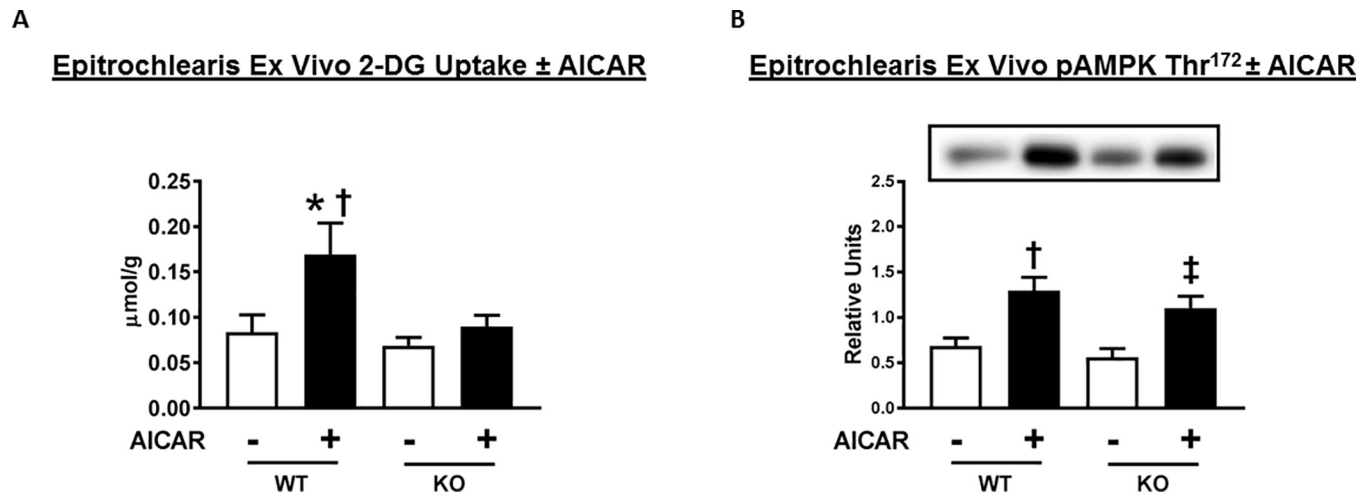 A
Epitrochlearis Ex Vivo 2-DG Uptake ± AICAR
0.25
* †
0.20
0.15
μmol/g
0.10
0.05
0.00
AICAR - + - +
WT KO
B
Epitrochlearis Ex Vivo pAMPK Thr¹⁷² ± AICAR
2.5
2.0
† ‡
1.5
Relative Units
1.0
0.5
0.0
AICAR - + - +
WT KO